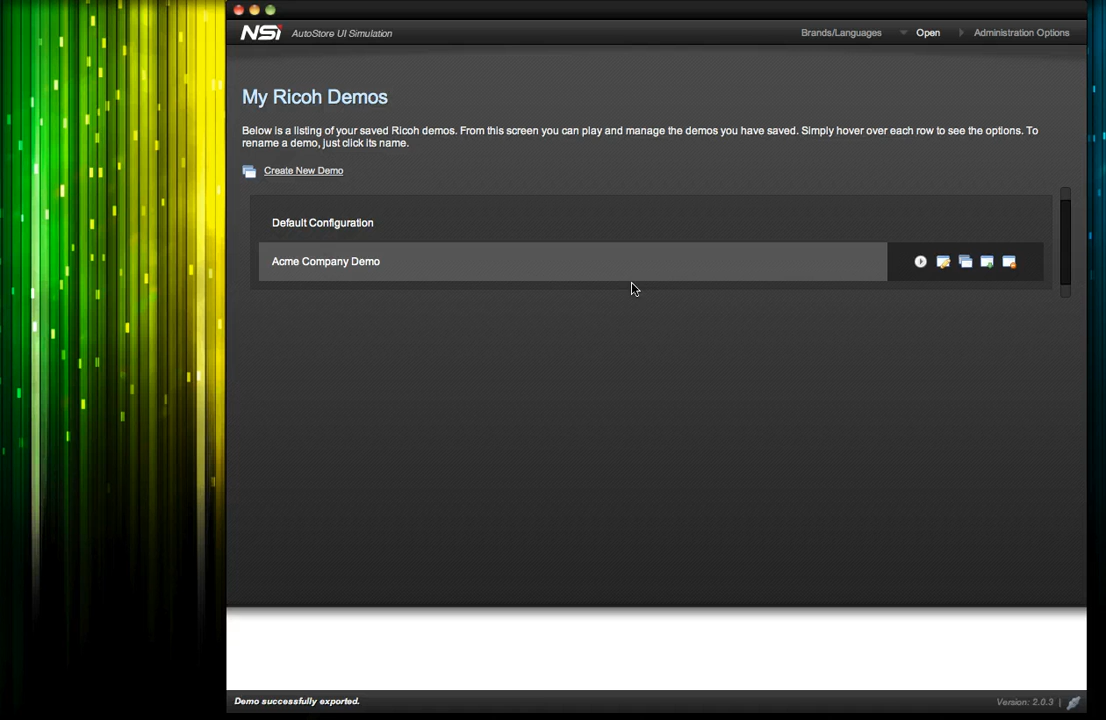 NSi AutoStore UI Simulation
Brands/Languages Open Administration Options
My Ricoh Demos
Below is a listing of your saved Ricoh demos. From this screen you can play and manage the demos you have saved. Simply hover over each row to see the options. To
rename a demo, just click its name.
Create New Demo
Default Configuration
Acme Company Demo
Demo successfully exported.
Version: 2.0.3 |